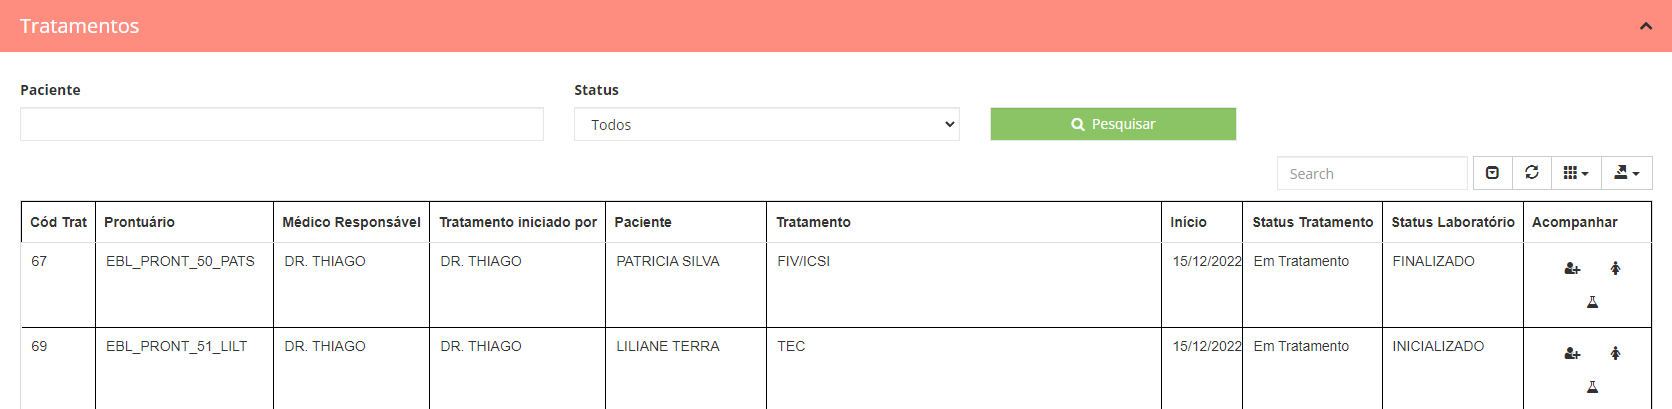 Tratamentos
Paciente Status
Todos Pesquisar
Search
Cód Trat Prontuário Médico Responsável Tratamento iniciado por Paciente Tratamento Início Status Tratamento Status Laboratório Acompanhar
67 EBL_PRONT_50_PATS DR. THIAGO DR. THIAGO PATRICIA SILVA FIV/ICSI 15/12/2022 Em Tratamento FINALIZADO
69 EBL_PRONT_51_LILT DR. THIAGO DR. THIAGO LILIANE TERRA TEC 15/12/2022 Em Tratamento INICIALIZADO